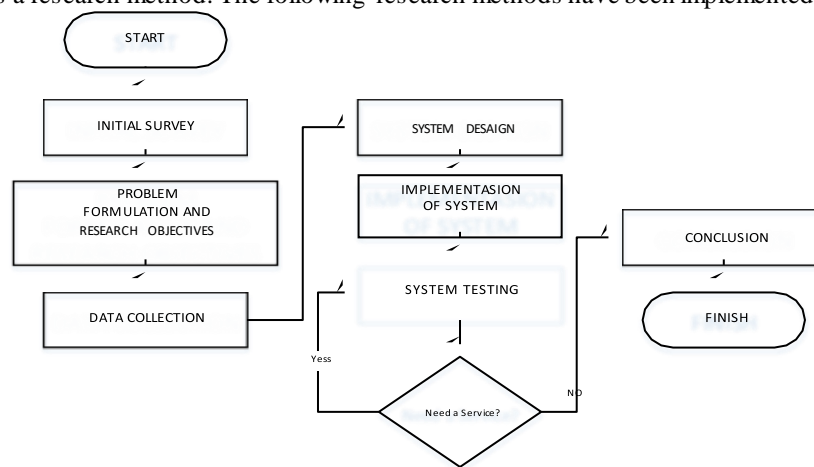 s a research method. The following research methods have been implemented
START
INITIAL SURVEY
PROBLEM
FORMULATION AND
RESEARCH OBJECTIVES
DATA COLLECTION
SYSTEM DESAIGN
IMPLEMENTASION
OF SYSTEM
SYSTEM TESTING
Yess
Need a Service?
NO
CONCLUSION
FINISH